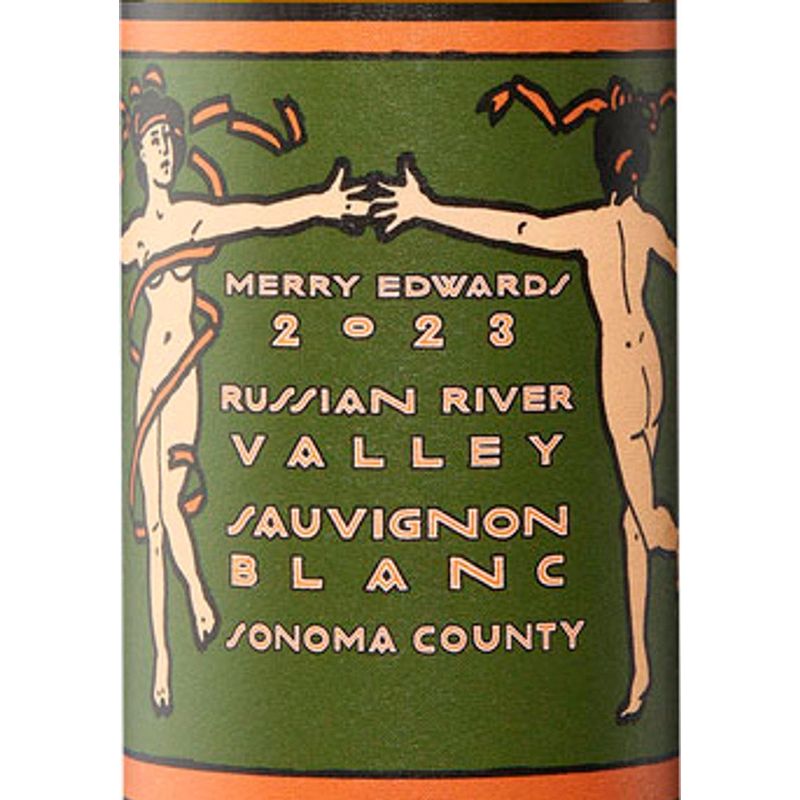 MERRY EDWARDS
2023
RUSSIAN RIVER
VALLEY
SAUVIGNON
BLANC
SONOMA COUNTY